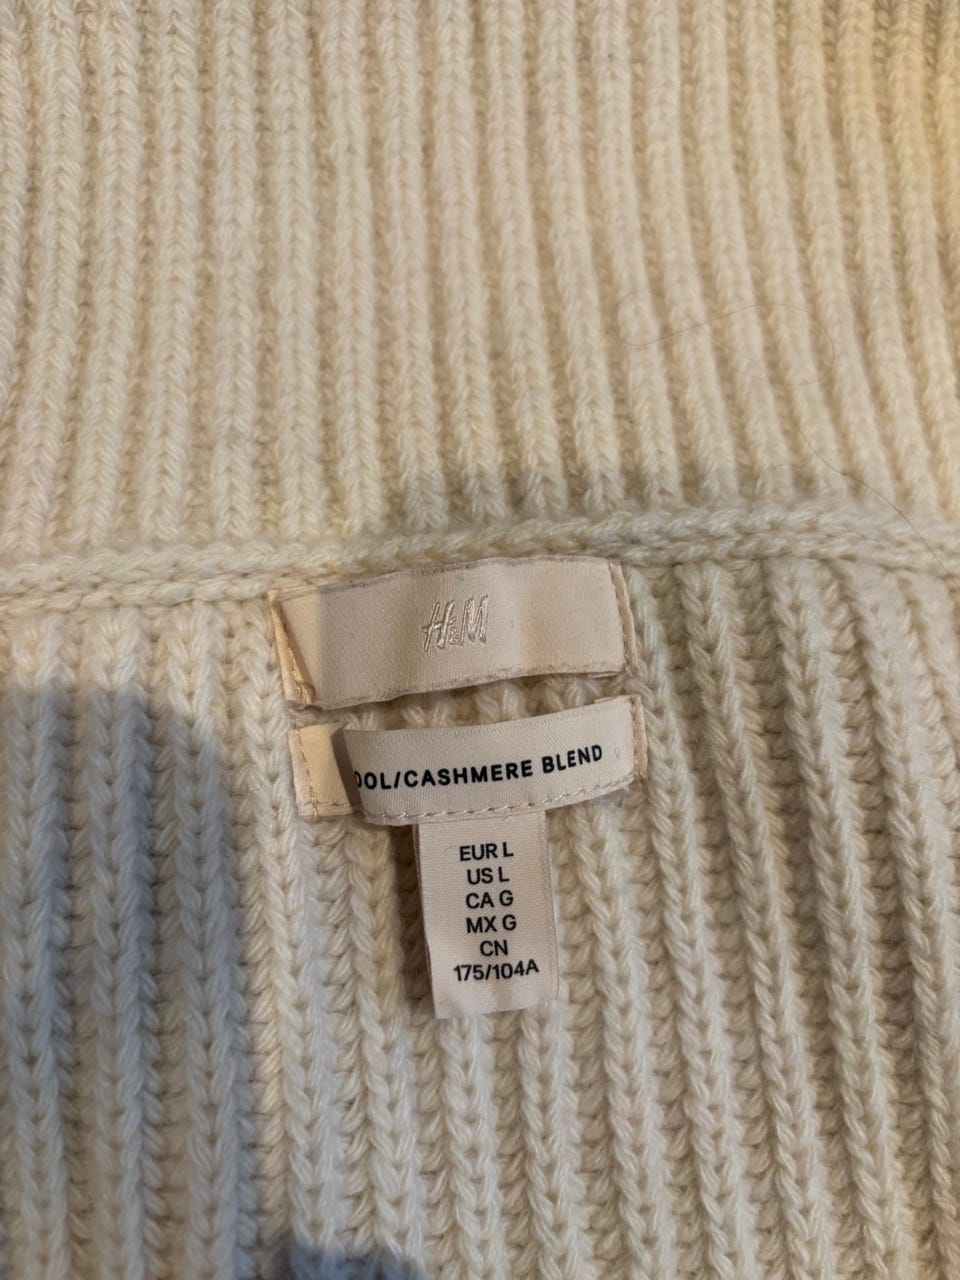 H&M
OOL/CASHMERE BLEND
EUR L
US L
CA G
MX G
CN
175/104A